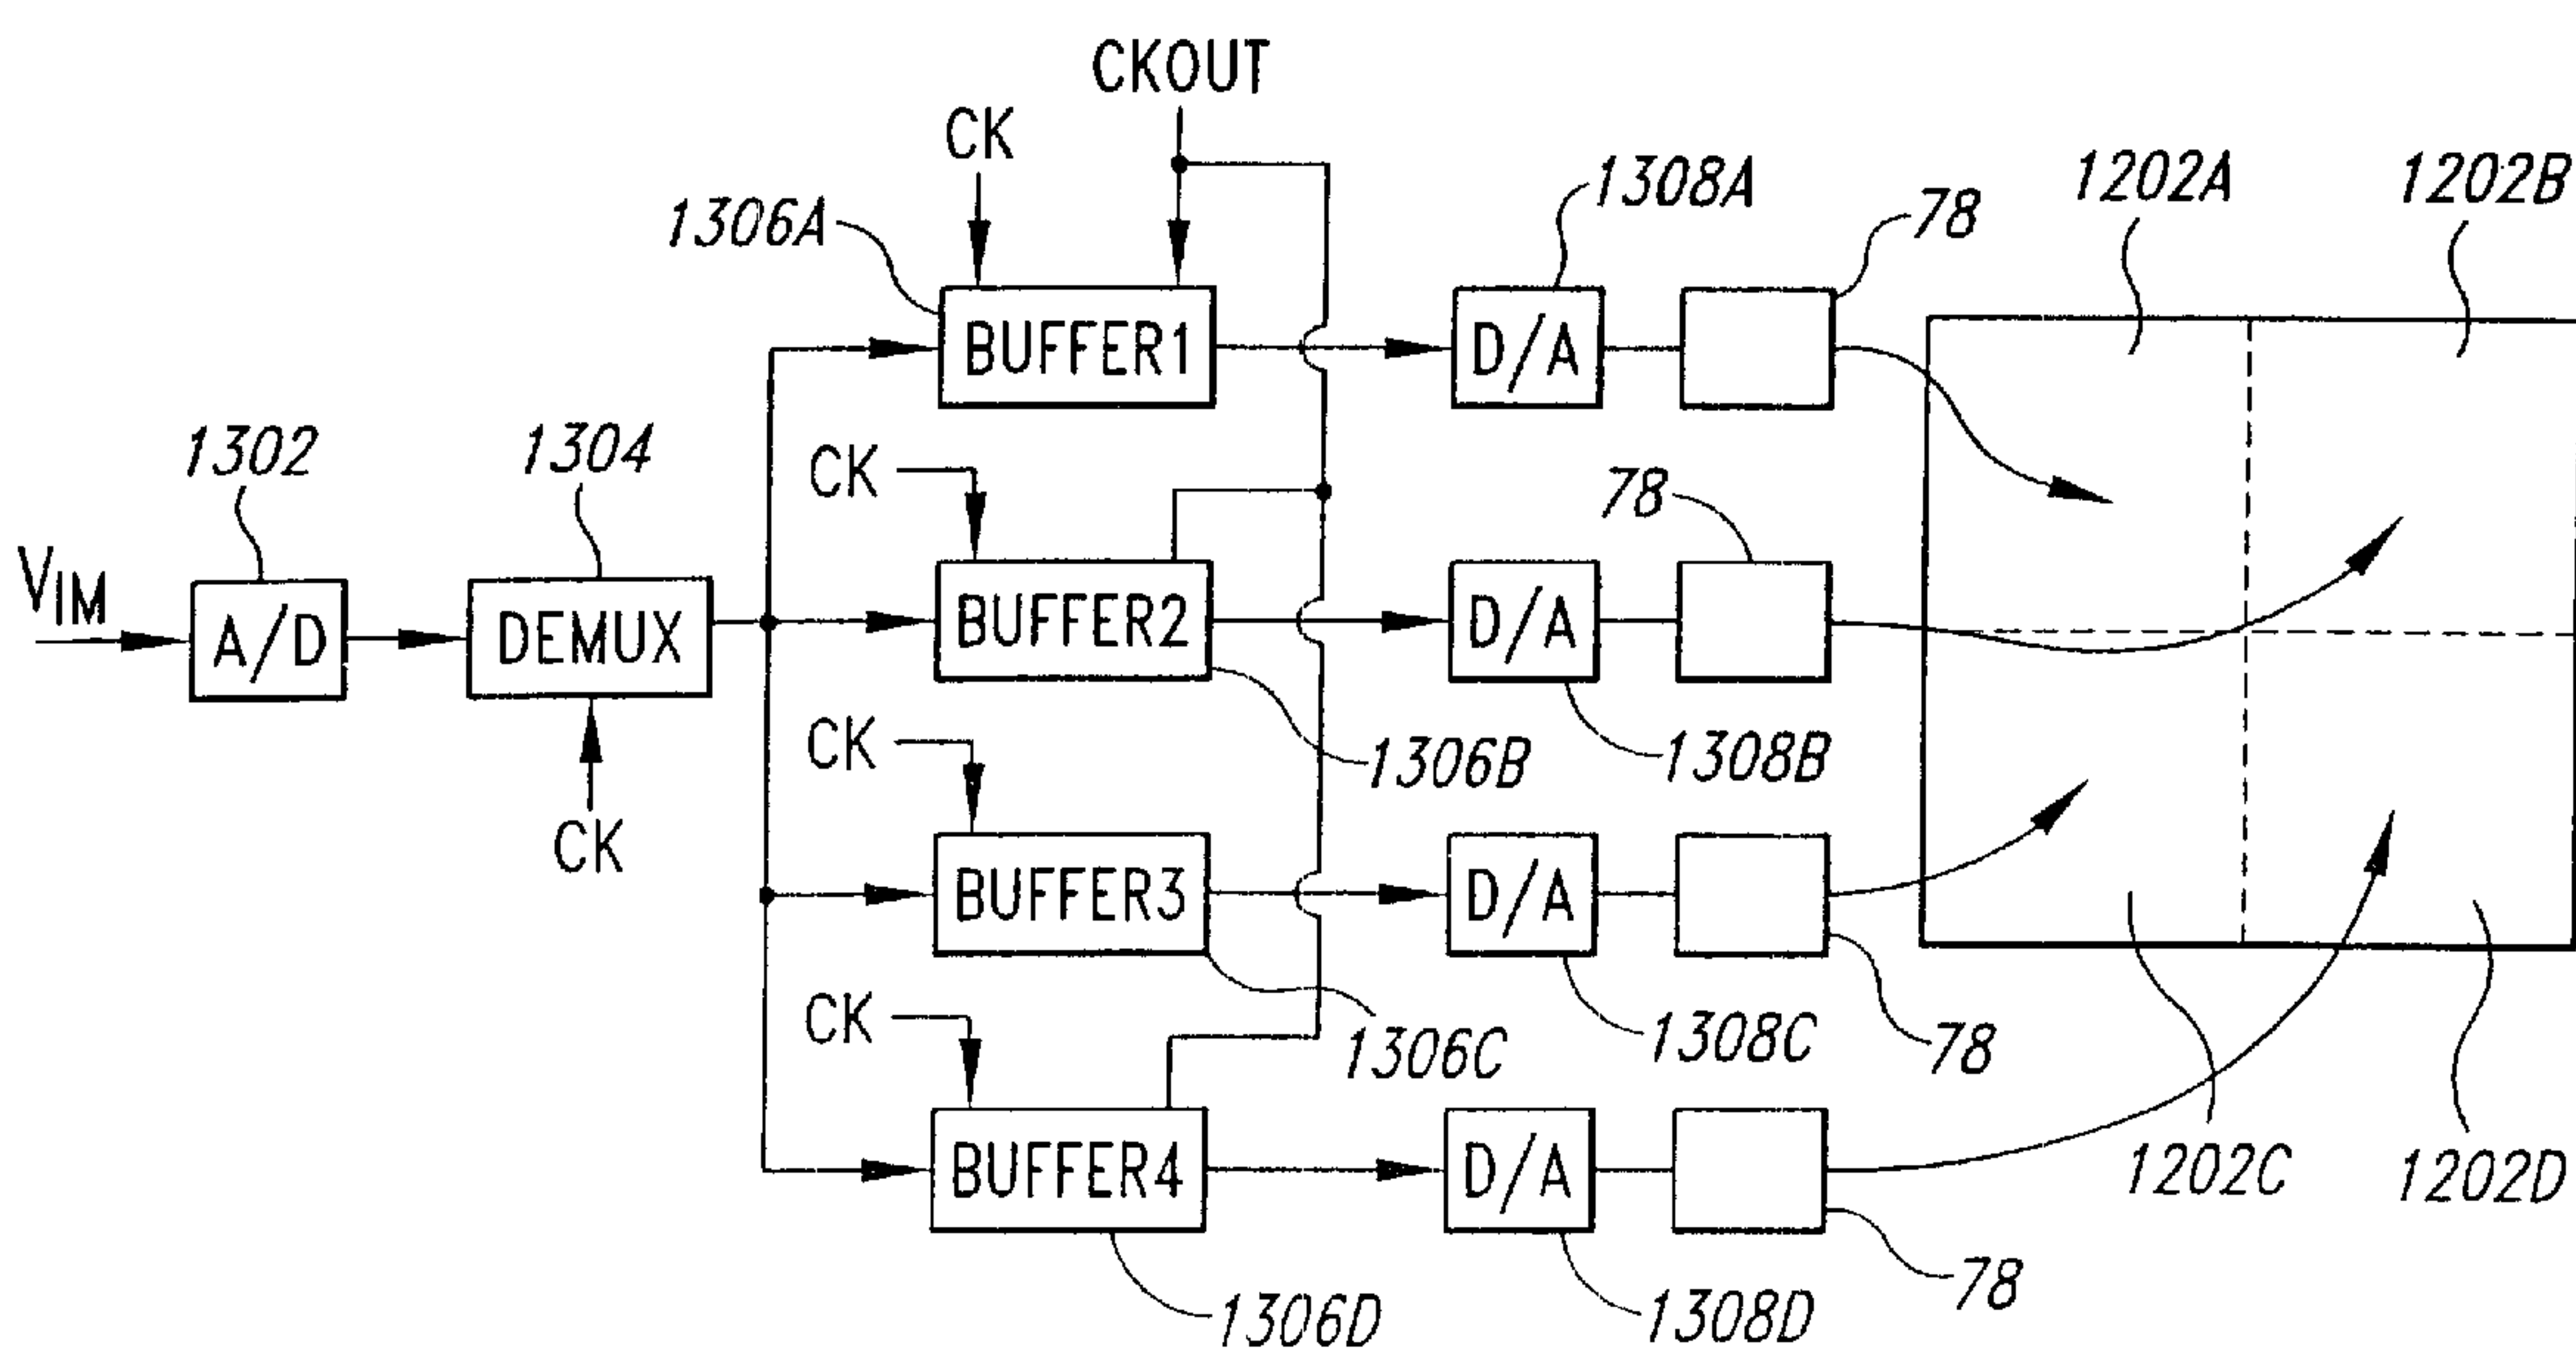 CKOUT
CK
1308A
1202A
1202B
1306A
78
BUFFER1
D/A
1302
1304
CK
78
VIM
A/D
DEMUX
BUFFER2
D/A
CK
1306B
1308B
CK
BUFFER3
D/A
CK
1306C
1308C
78
BUFFER4
D/A
1202C
1202D
78
1306D
1308D